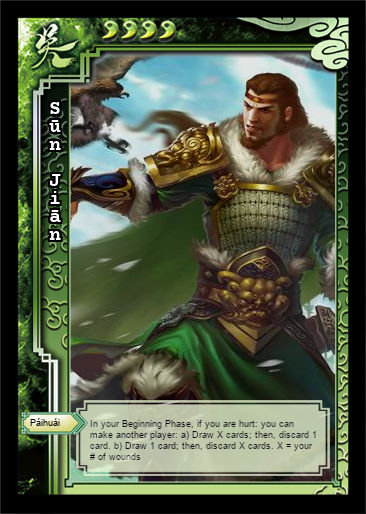 吳
Sūn Jiān
Páihuái
In your Beginning Phase, if you are hurt: you can
make another player: a) Draw X cards; then, discard 1
card. b) Draw 1 card; then, discard X cards. X = your
# of wounds